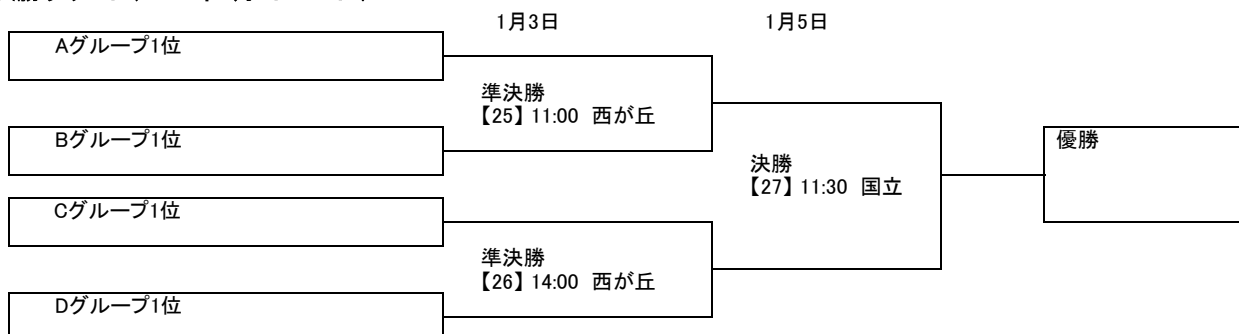 1月3日 1月5日
Aグループ1位
準決勝
【25】 11:00 西が丘
Bグループ1位
決勝
【27】 11:30 国立
優勝
Cグループ1位
準決勝
【26】 14:00 西が丘
Dグループ1位